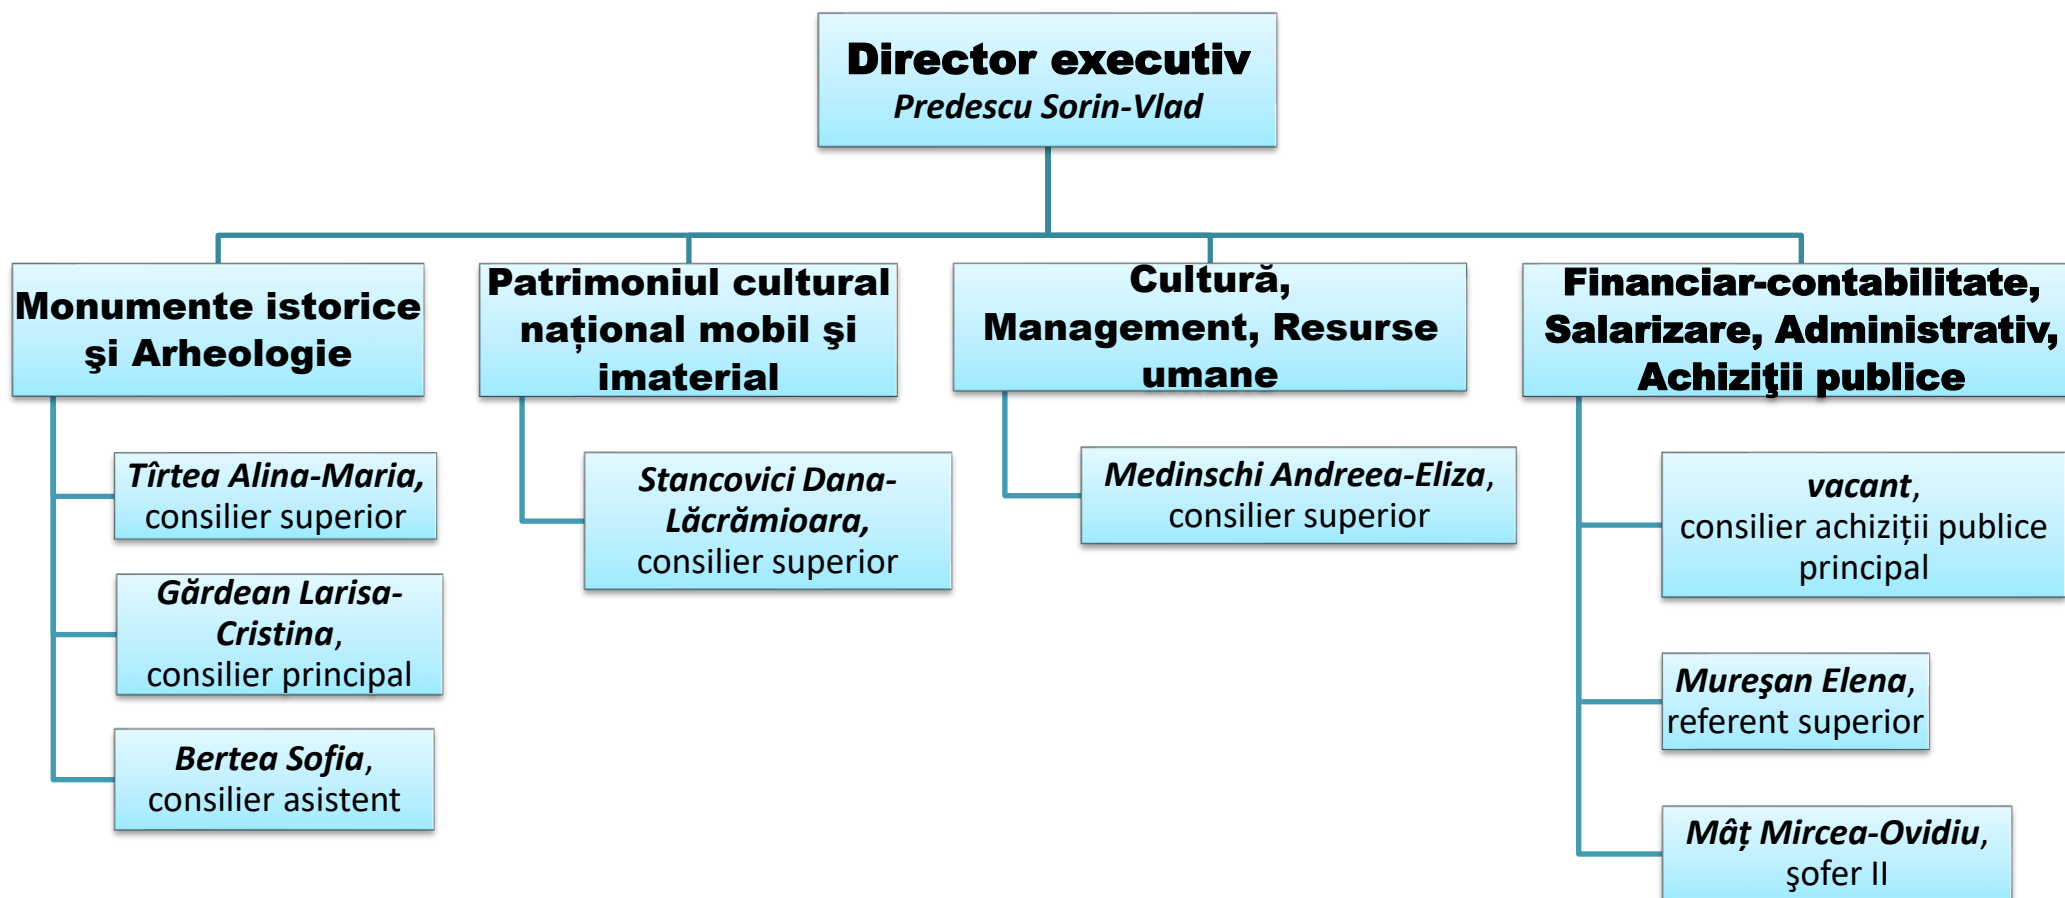 Director executiv
Predescu Sorin-Vlad
Monumente istorice
şi Arheologie
Patrimoniul cultural
național mobil şi
imaterial
Cultură,
Management, Resurse
umane
Financiar-contabilitate,
Salarizare, Administrativ,
Achiziţii publice
Tîrtea Alina-Maria,
consilier superior
Gărdean Larisa-
Cristina,
consilier principal
Bertea Sofia,
consilier asistent
Stancovici Dana-
Lăcrămioara,
consilier superior
Medinschi Andreea-Eliza,
consilier superior
vacant,
consilier achiziții publice
principal
Mureşan Elena,
referent superior
Mâț Mircea-Ovidiu,
şofer II